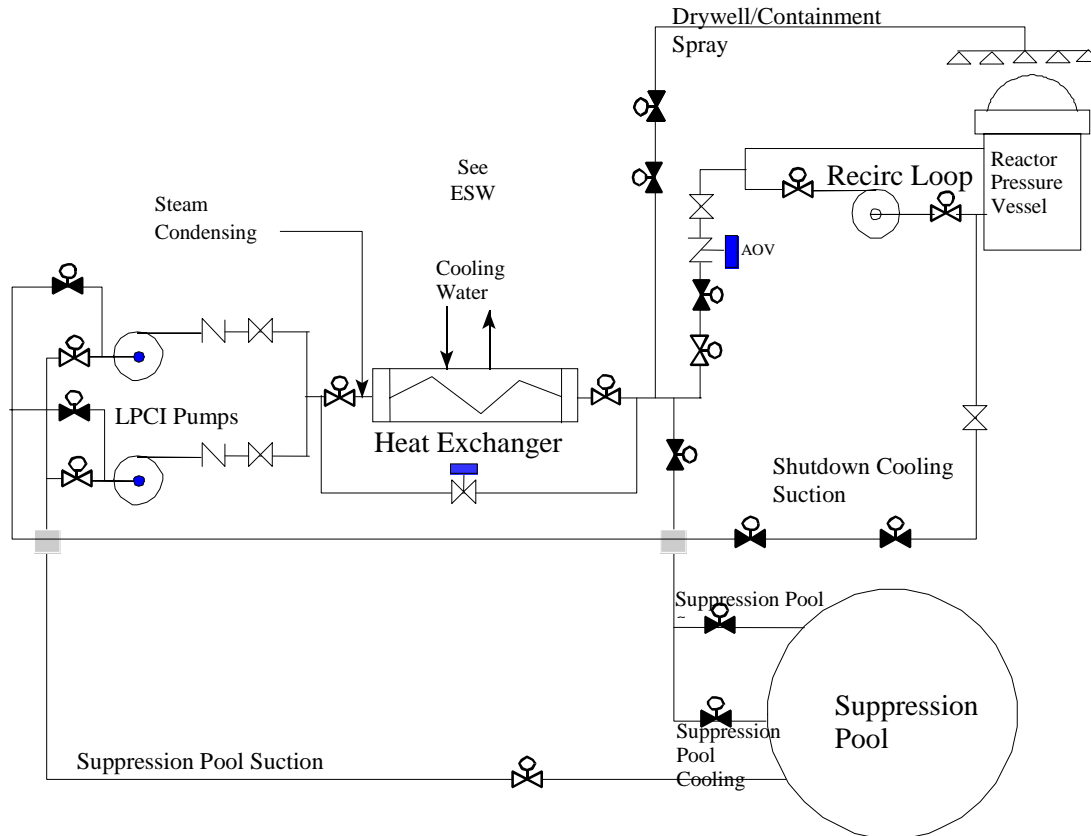 Drywell/Containment
Spray
See
ESW
Reactor
Pressure
Vessel
Recirc Loop
Steam
Condensing
AOV
Cooling
Water
LPCI Pumps
Heat Exchanger
Shutdown Cooling
Suction
Suppression Pool
Suppression
Pool
Suppression
Pool
Cooling
Suppression Pool Suction